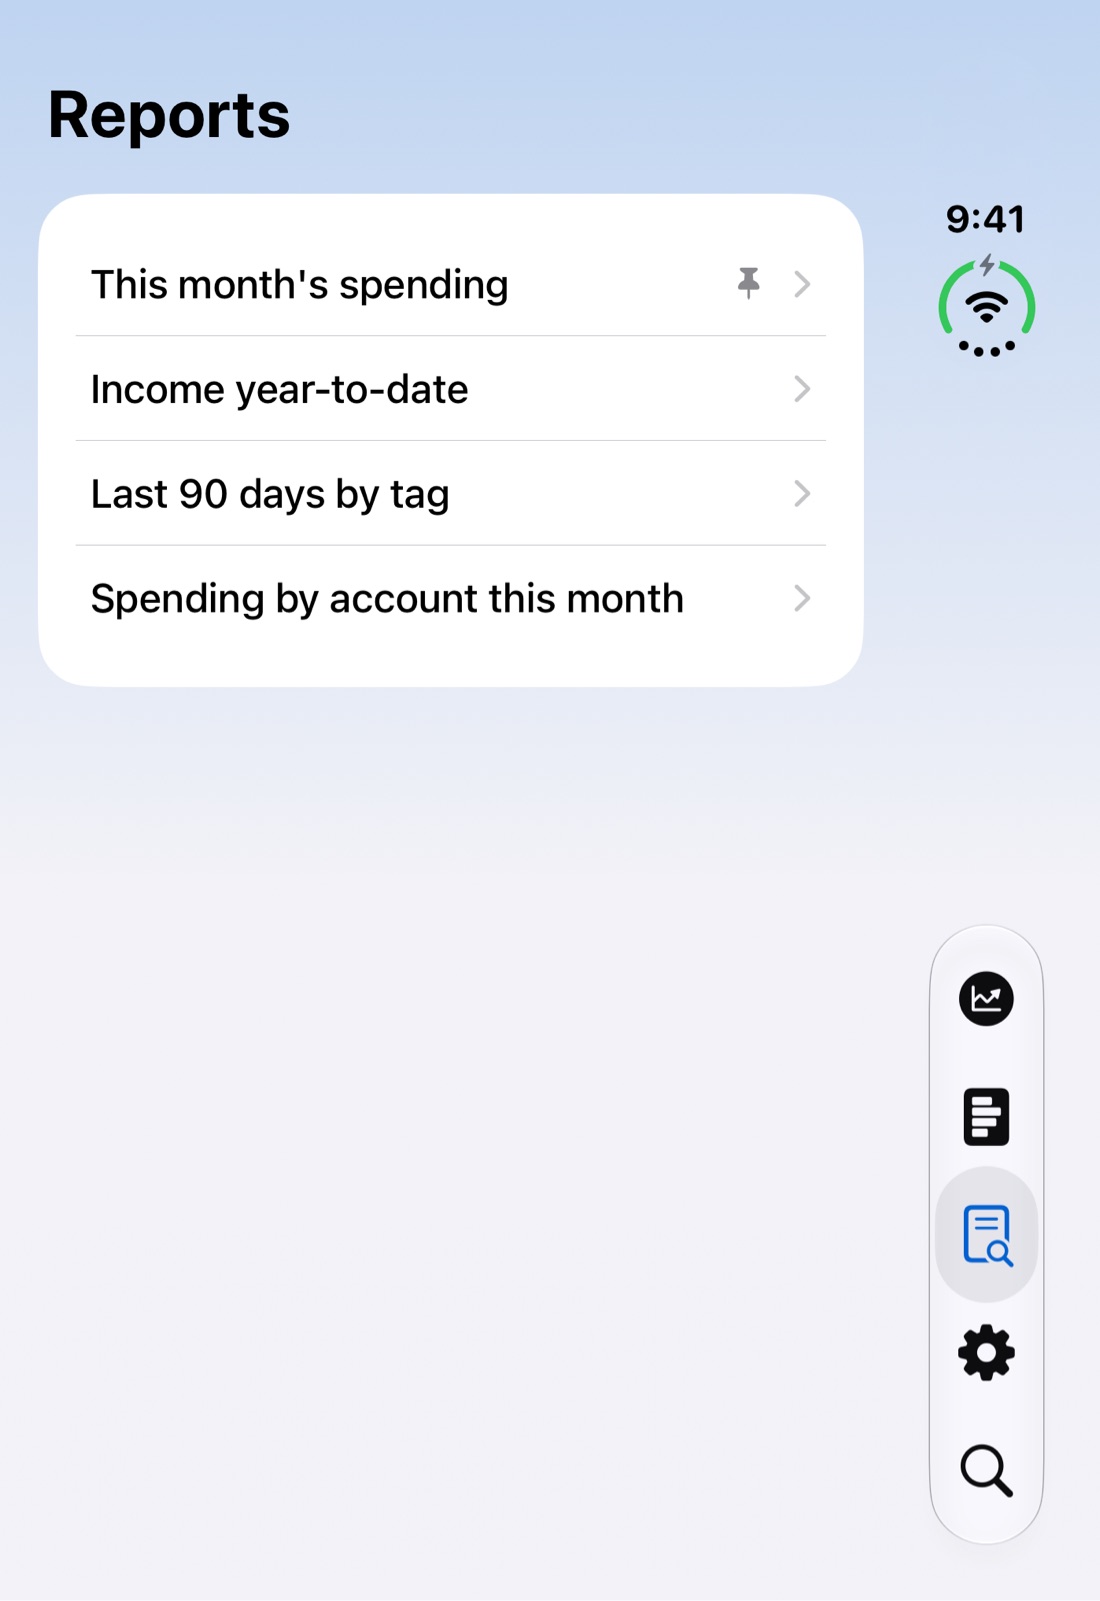 Reports
9:41
This month's spending
Income year-to-date
Last 90 days by tag
Spending by account this month